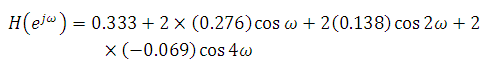 H(e^{jω}) = 0.333 + 2 × (0.276)cos ω + 2(0.138) cos 2ω + 2
× (−0.069) cos 4ω